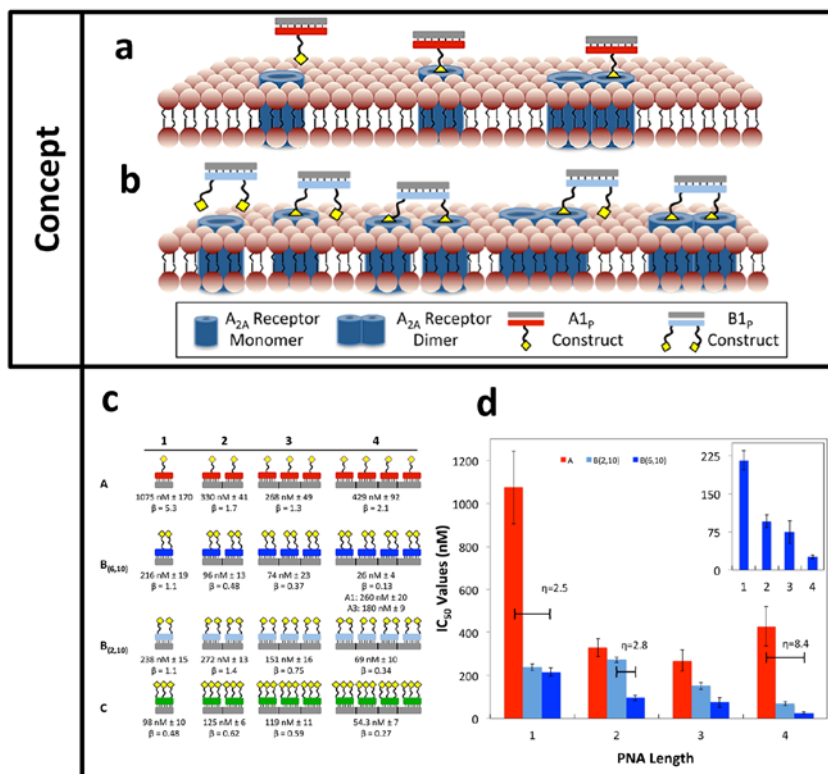 Concept
a
b
A2A Receptor Monomer
A2A Receptor Dimer
A1P Construct
B1P Construct
c
1 2 3 4
A
1075 nM ± 170 330 nM ± 41 268 nM ± 49 429 nM ± 92
β = 5.3 β = 1.7 β = 1.3 β = 2.1
B(6,10)
216 nM ± 19 96 nM ± 13 74 nM ± 23 26 nM ± 4
β = 1.1 β = 0.48 β = 0.37 β = 0.13
A1: 260 nM ± 20
A3: 180 nM ± 9
B(2,10)
238 nM ± 15 272 nM ± 13 151 nM ± 16 69 nM ± 10
β = 1.1 β = 1.4 β = 0.75 β = 0.34
C
98 nM ± 10 125 nM ± 6 119 nM ± 11 54.3 nM ± 7
β = 0.48 β = 0.62 β = 0.59 β = 0.27
d
IC50 Values (nM)
1200
1000
800
600
400
200
0
A B(2,10) B(6,10)
η=2.5
η=2.8
η=8.4
225
150
75
0
1 2 3 4
1 2 3 4
PNA Length